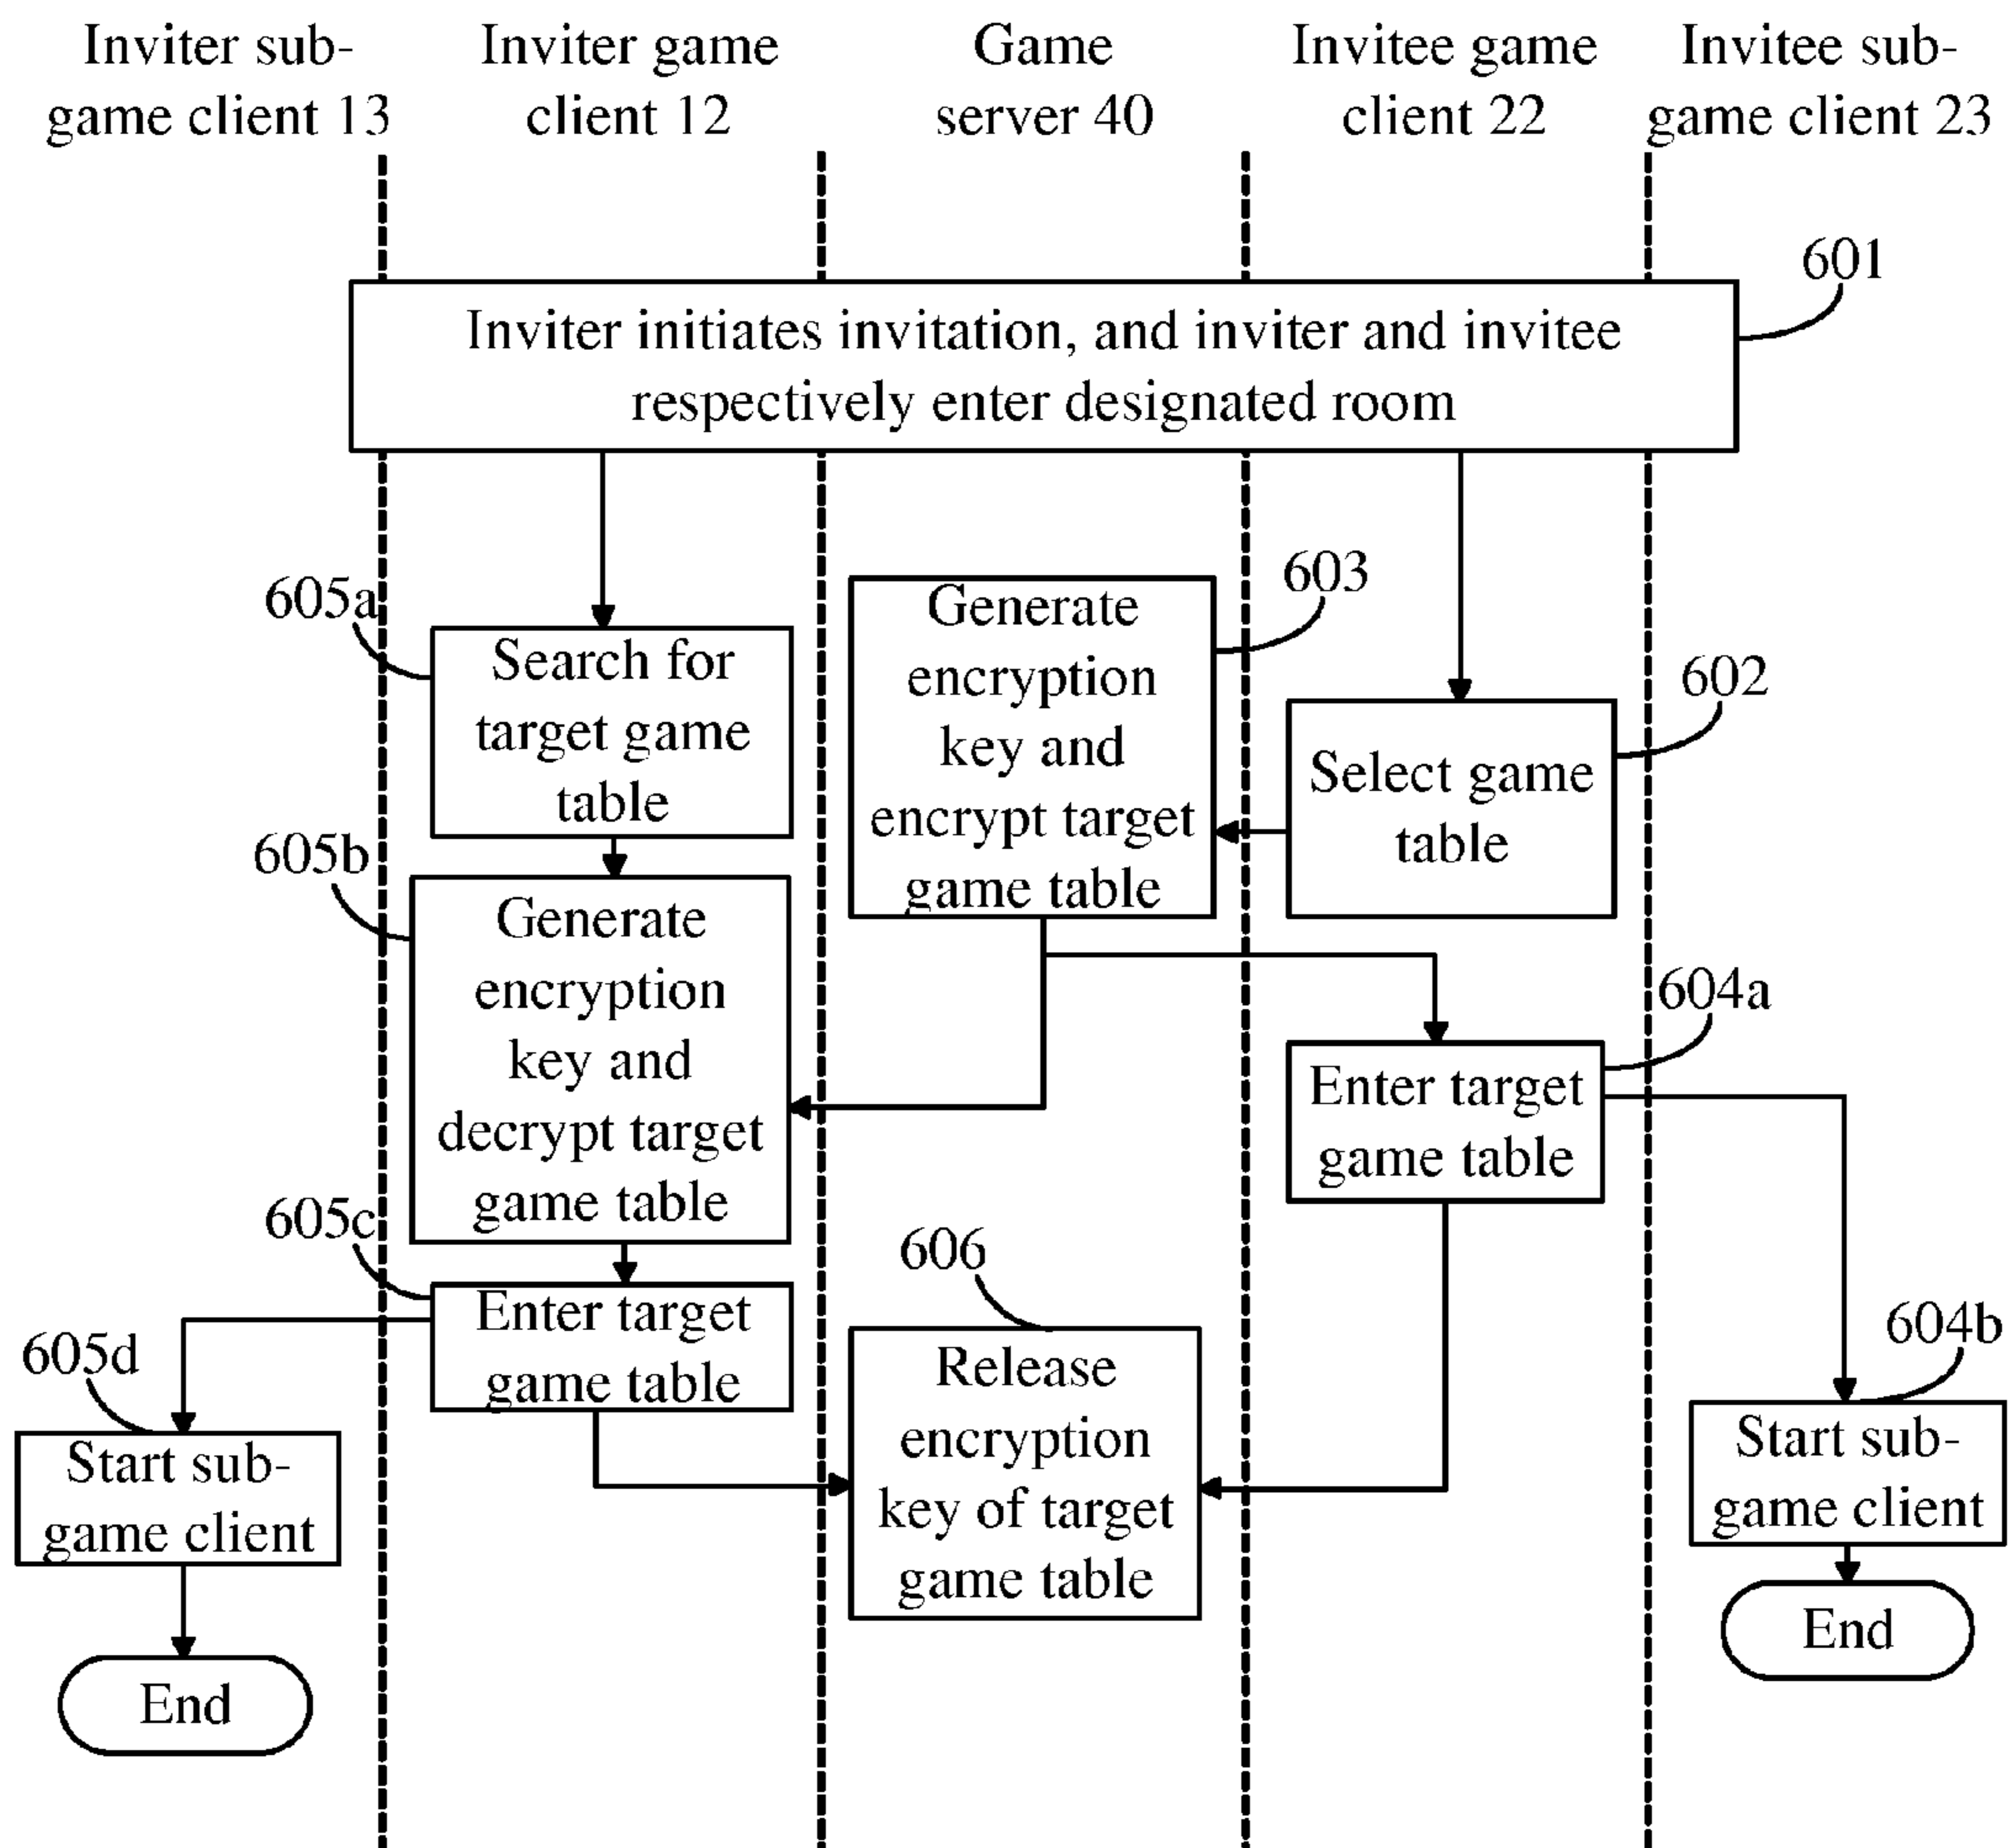 Inviter sub-
game client 13
Inviter game
client 12
Game
server 40
Invitee game
client 22
Invitee sub-
game client 23
601
Inviter initiates invitation, and inviter and invitee
respectively enter designated room
605a
Search for
target game
table
603
Generate
encryption
key and
encrypt target
game table
602
Select game
table
605b
Generate
encryption
key and
decrypt target
game table
604a
Enter target
game table
605c
Enter target
game table
606
Release
encryption
key of target
game table
605d
Start sub-
game client
End
604b
Start sub-
game client
End